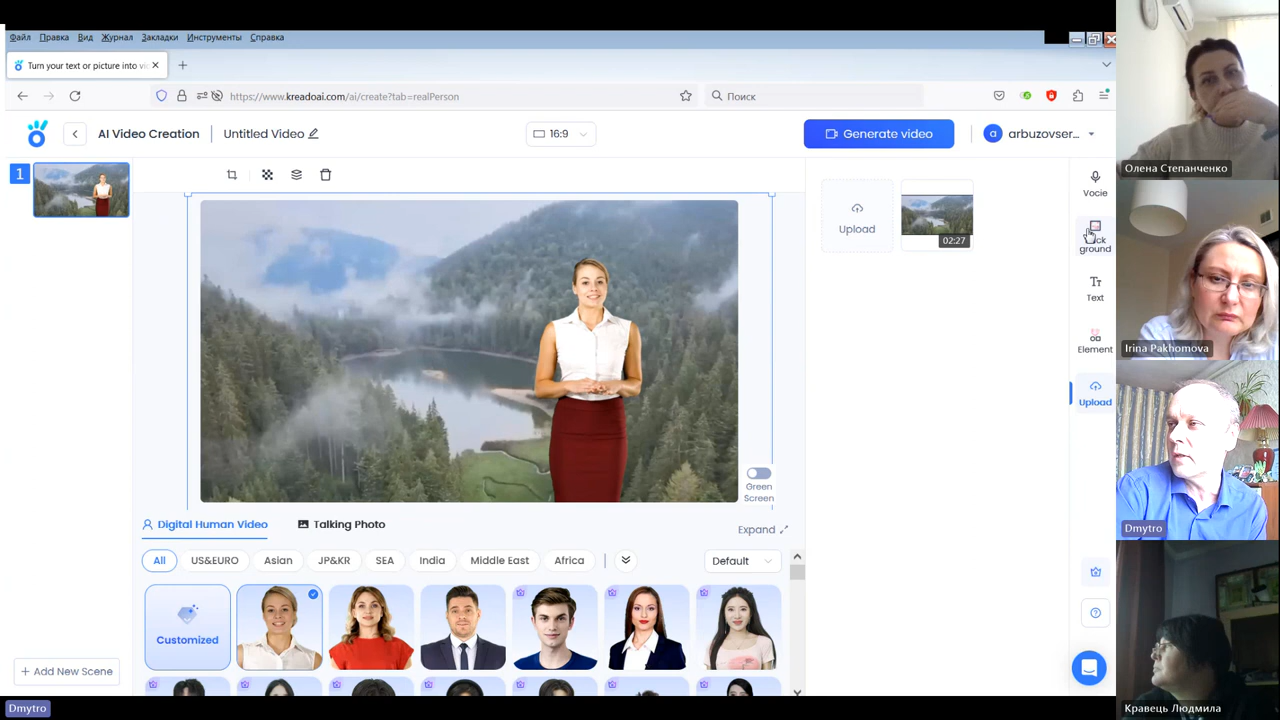 Файл Правка Вид Журнал Закладки Инструменты Справка
Turn your text or picture into vi
https://www.kreadoai.com/ai/create?tab=realPerson
Поиск
AI Video Creation
Untitled Video
16:9
Generate video
a
arbuzovser...
1
Upload
02:27
Vocie
ground
Text
Element
Upload
Green
Screen
Digital Human Video
Talking Photo
Expand
All
US&EURO
Asian
JP&KR
SEA
India
Middle East
Africa
Default
Customized
+ Add New Scene
Dmytro
Олена Степанченко
Irina Pakhomova
Dmytro
Кравець Людмила